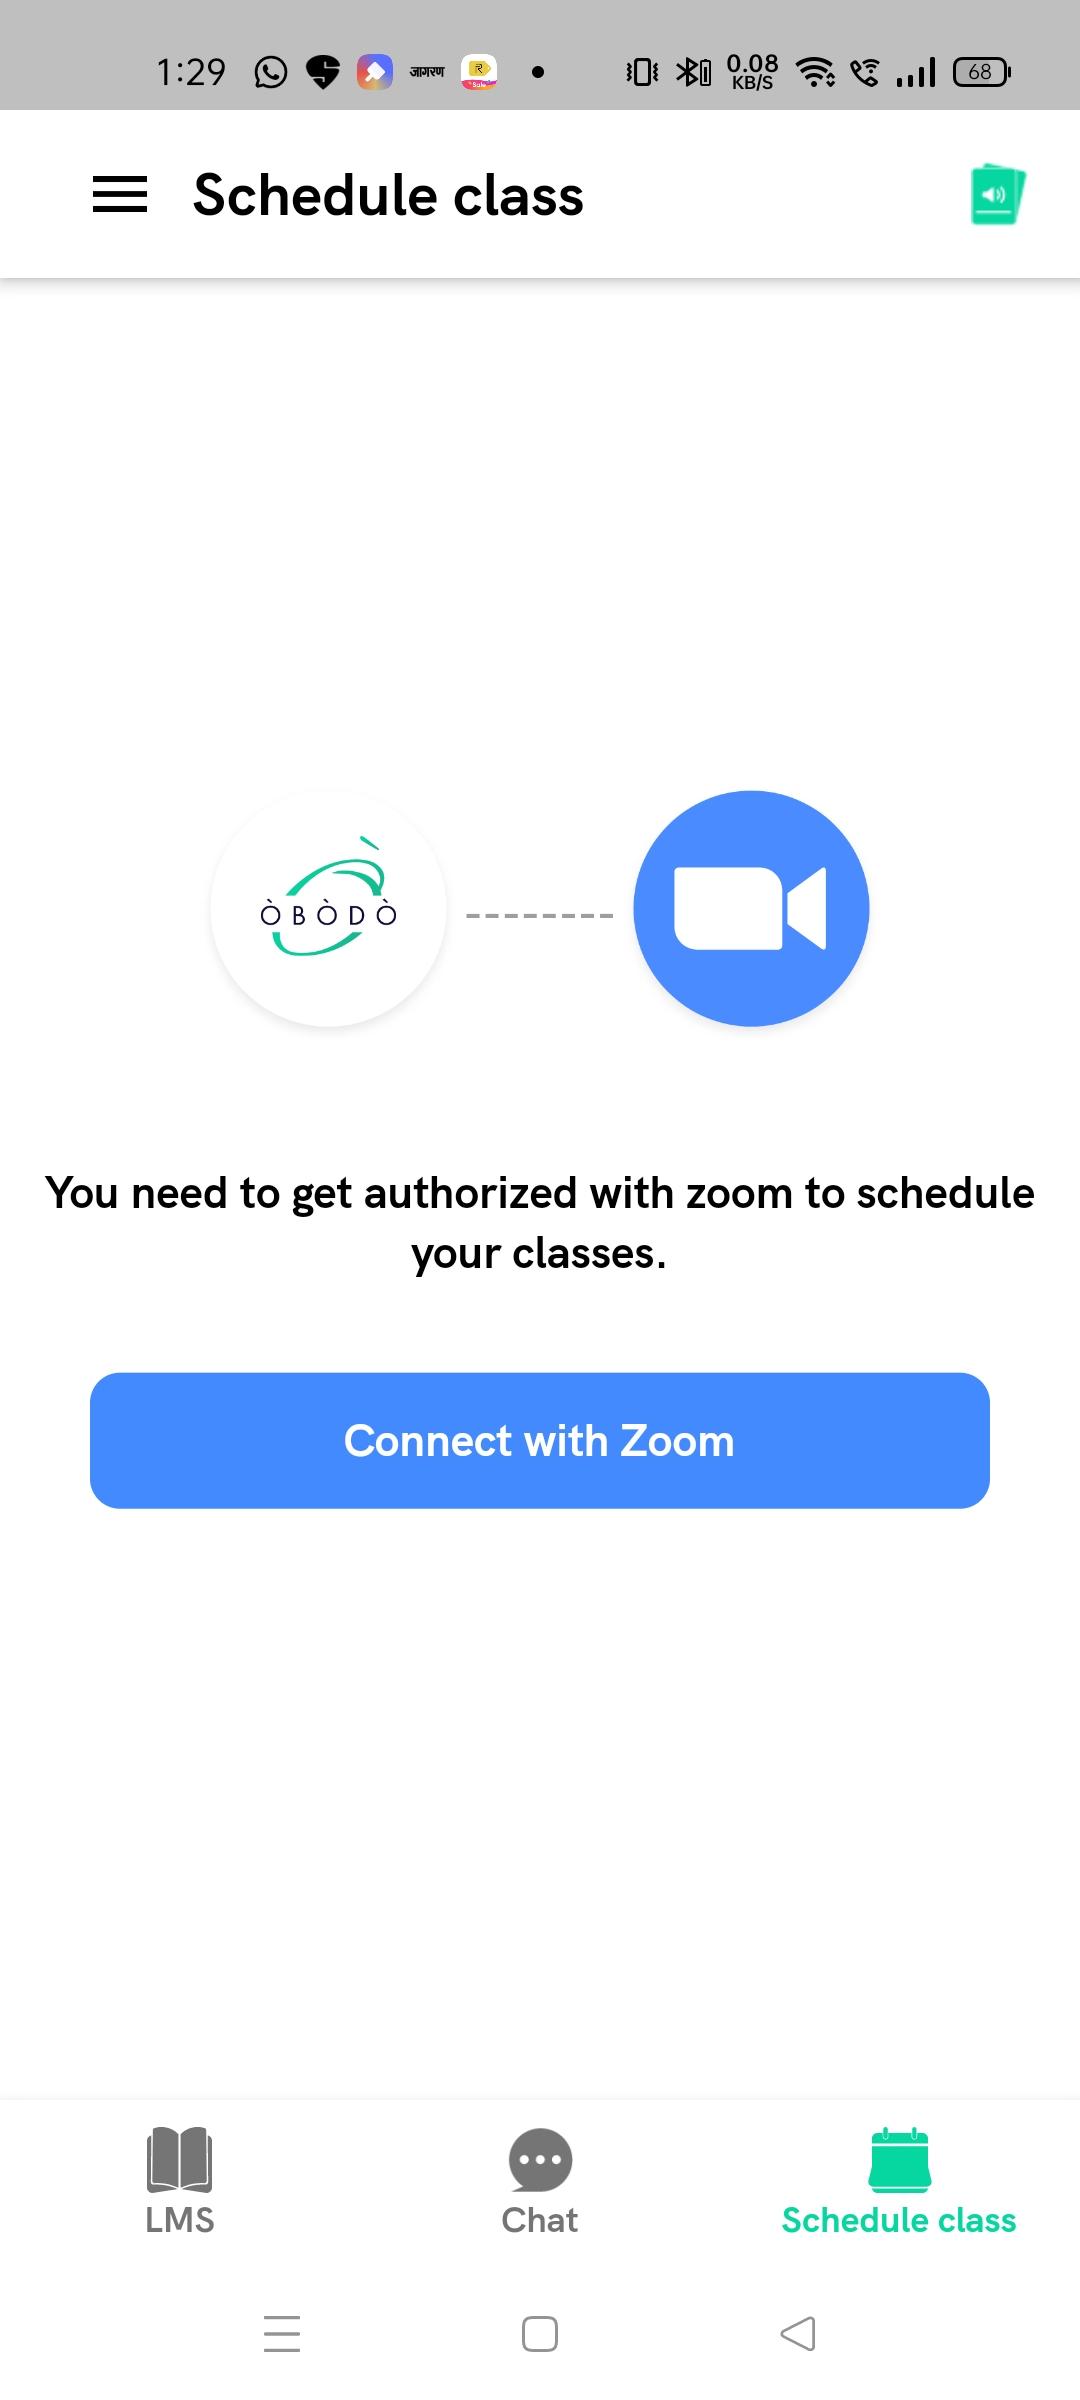 1:29 जागरण 0.08 KB/S 68
Schedule class
ÒBÒDÒ
You need to get authorized with zoom to schedule
your classes.
Connect with Zoom
LMS Chat Schedule class